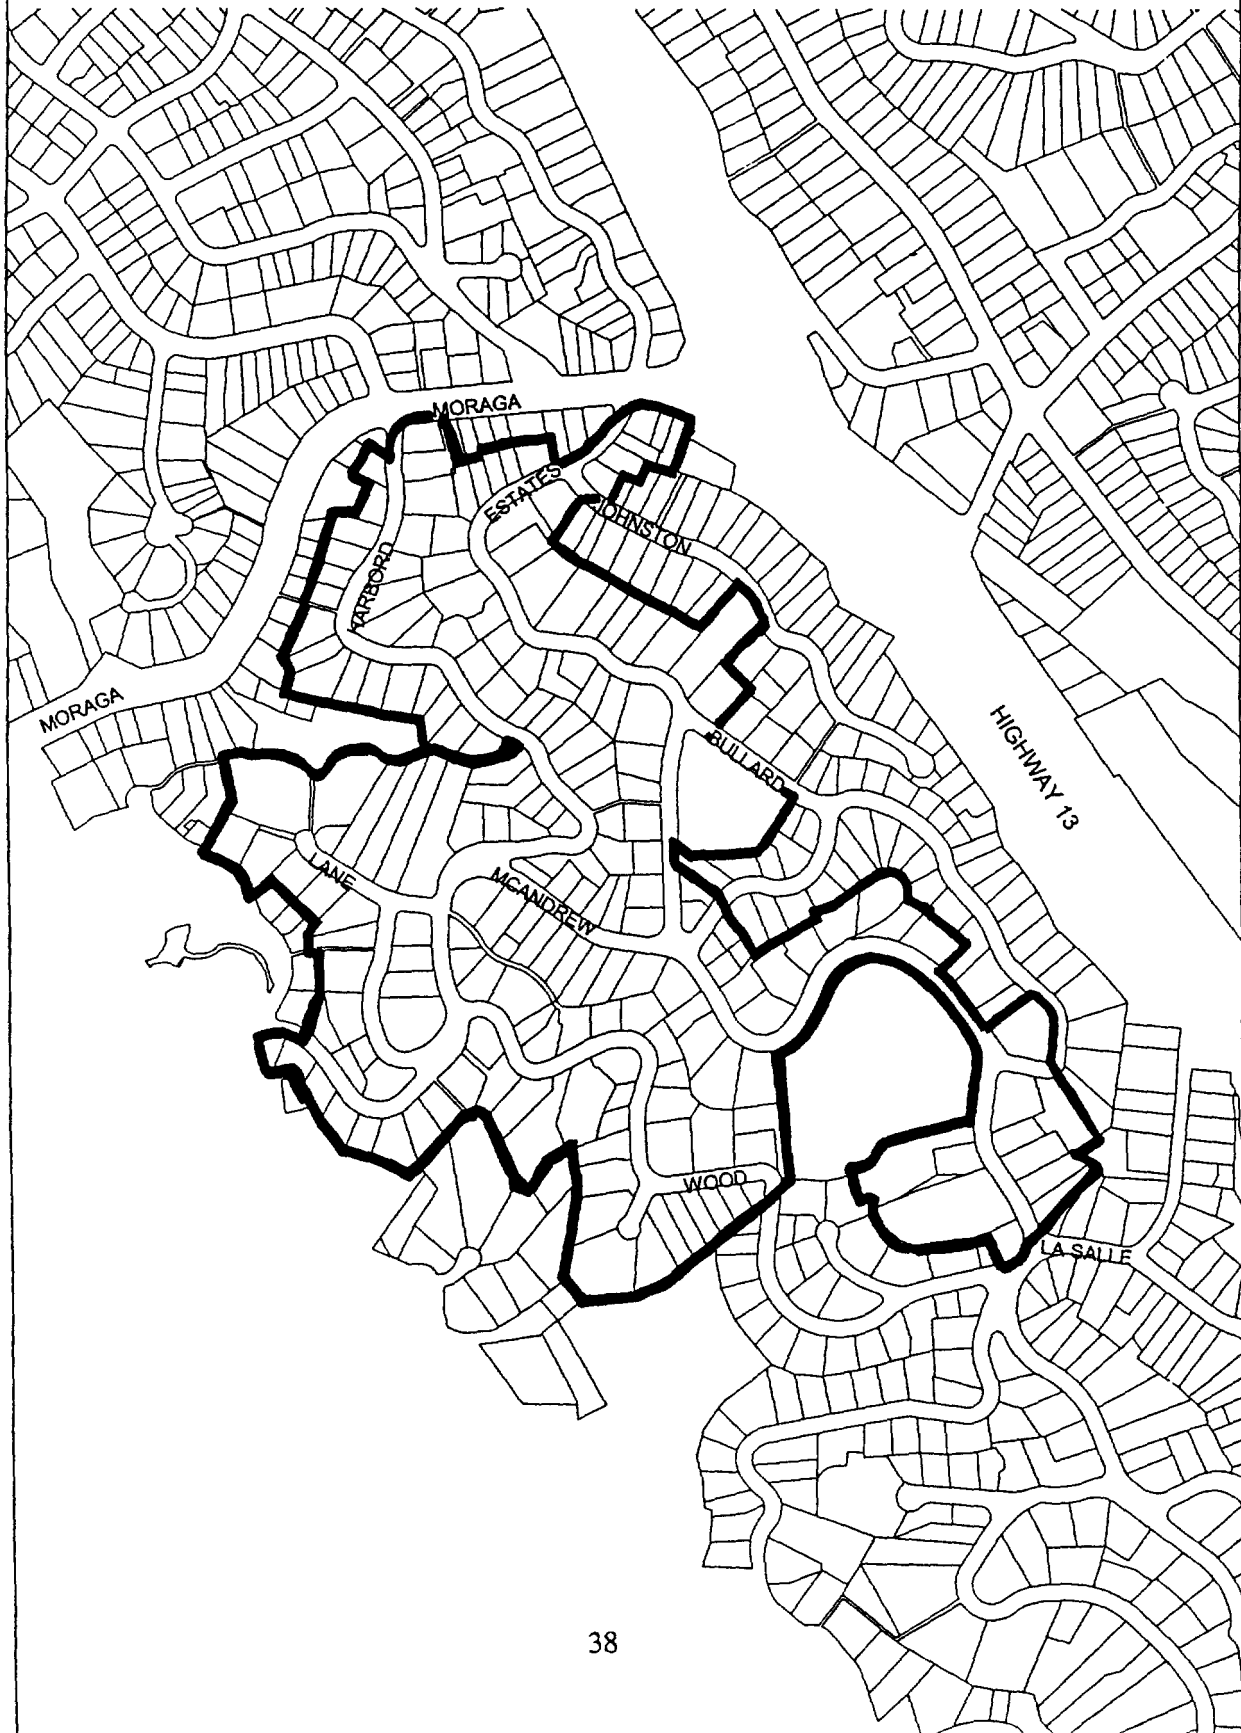 MORAGA
ESTATES
JOHNSTON
HARBORD
MORAGA
HIGHWAY 13
BULLARD
LANE
MCANDREW
WOOD
LA SALLE
38